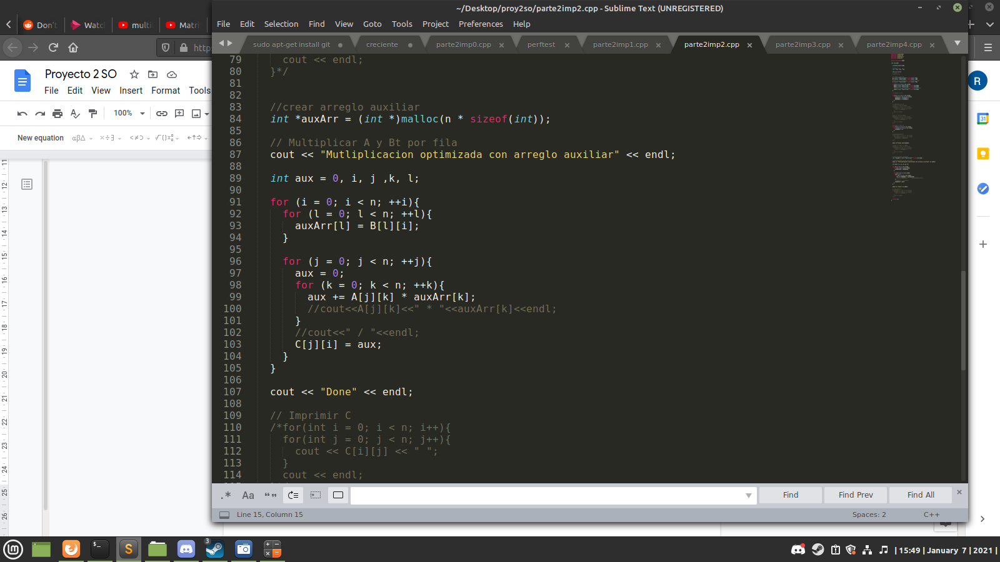 ~/Desktop/proy2so/parte2imp2.cpp - Sublime Text (UNREGISTERED)
File Edit Selection Find View Goto Tools Project Preferences Help
Don't
Watc
multi
Matri
sudo apt-get install git
creciente
parte2imp0.cpp
perftest
parte2imp1.cpp
parte2imp2.cpp
parte2imp3.cpp
parte2imp4.cpp
http
Proyecto 2 SO
File Edit View Insert Format Tools
100%
New equation
R
79 cout << endl;
80 }*/
81
82
83 //crear arreglo auxiliar
84 int *auxArr = (int *)malloc(n * sizeof(int));
85
86 // Multiplicar A y Bt por fila
87 cout << "Mutliplicacion optimizada con arreglo auxiliar" << endl;
88
89 int aux = 0, i, j ,k, l;
90
91 for (i = 0; i < n; ++i){
92 for (l = 0; l < n; ++l){
93 auxArr[l] = B[l][i];
94 }
95
96 for (j = 0; j < n; ++j){
97 aux = 0;
98 for (k = 0; k < n; ++k){
99 aux += A[j][k] * auxArr[k];
100 //cout<<A[j][k]<<" * "<<auxArr[k]<<endl;
101 }
102 //cout<<" / "<<endl;
103 C[j][i] = aux;
104 }
105 }
106
107 cout << "Done" << endl;
108
109 // Imprimir C
110 /*for(int i = 0; i < n; i++){
111 for(int j = 0; j < n; j++){
112 cout << C[i][j] << " ";
113 }
114 cout << endl;
.* Aa “” Find Find Prev Find All
Line 15, Column 15
Spaces: 2
C++
11
12
13
14
15
16
17
18
19
20
21
22
23
24
25
26
31
3
| 15:49 | January 7 | 2021 |